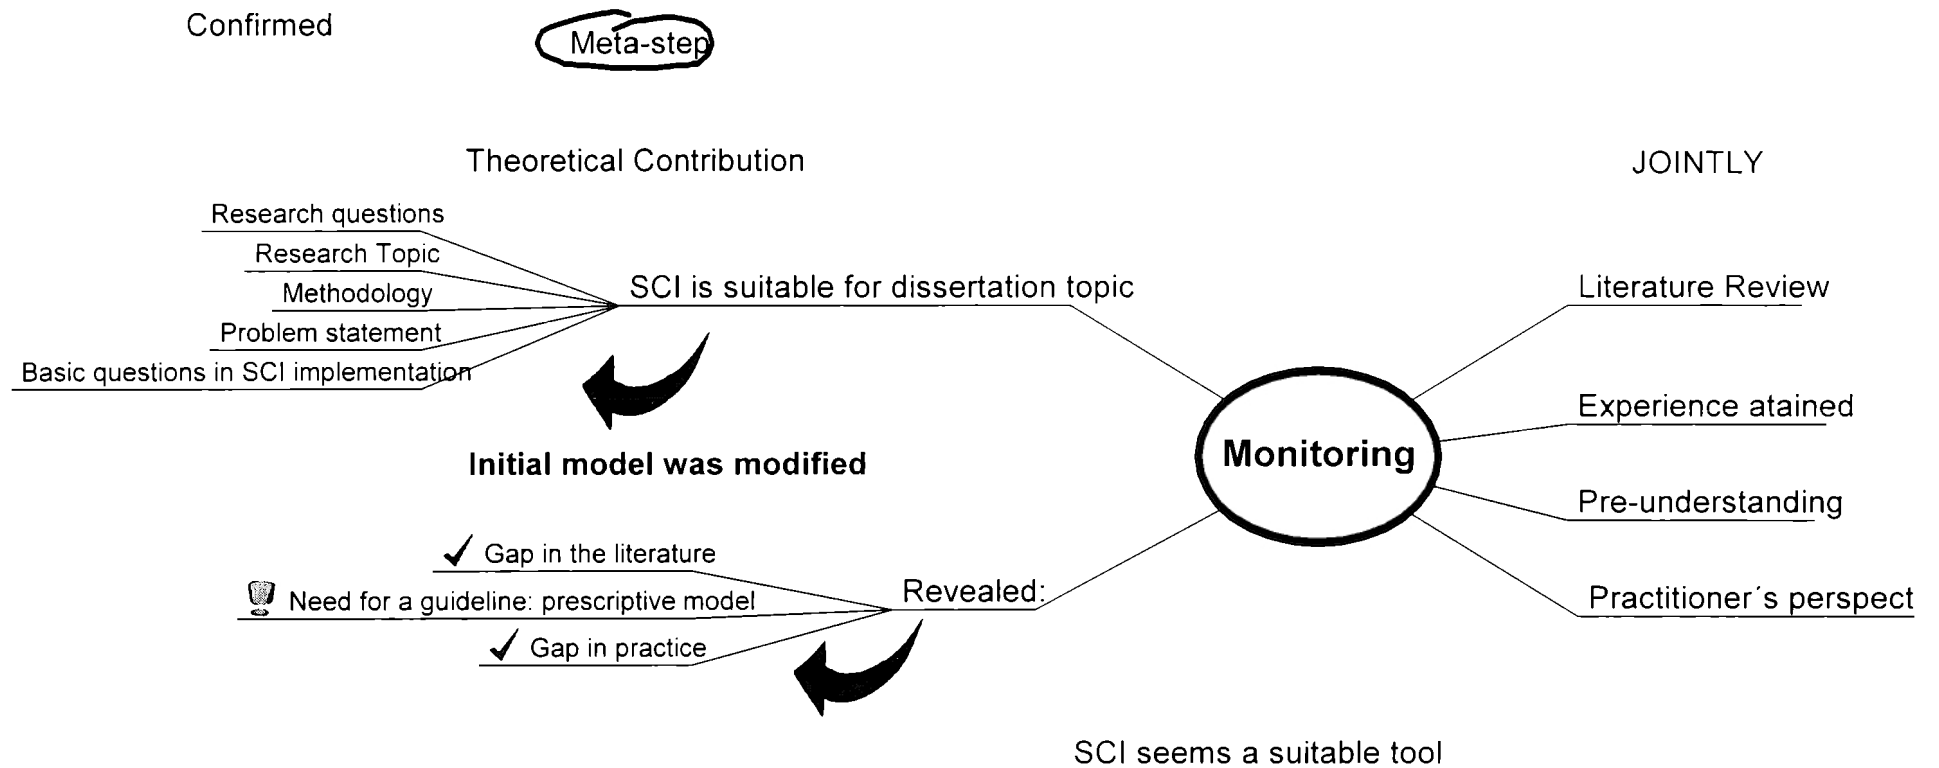 Confirmed
Meta-step
Theoretical Contribution
JOINTLY
Research questions
Research Topic
Methodology
Problem statement
Basic questions in SCI implementation
SCI is suitable for dissertation topic
Initial model was modified
Gap in the literature
Need for a guideline: prescriptive model
Gap in practice
Revealed:
Monitoring
Literature Review
Experience atained
Pre-understanding
Practitioner´s perspect
SCI seems a suitable tool